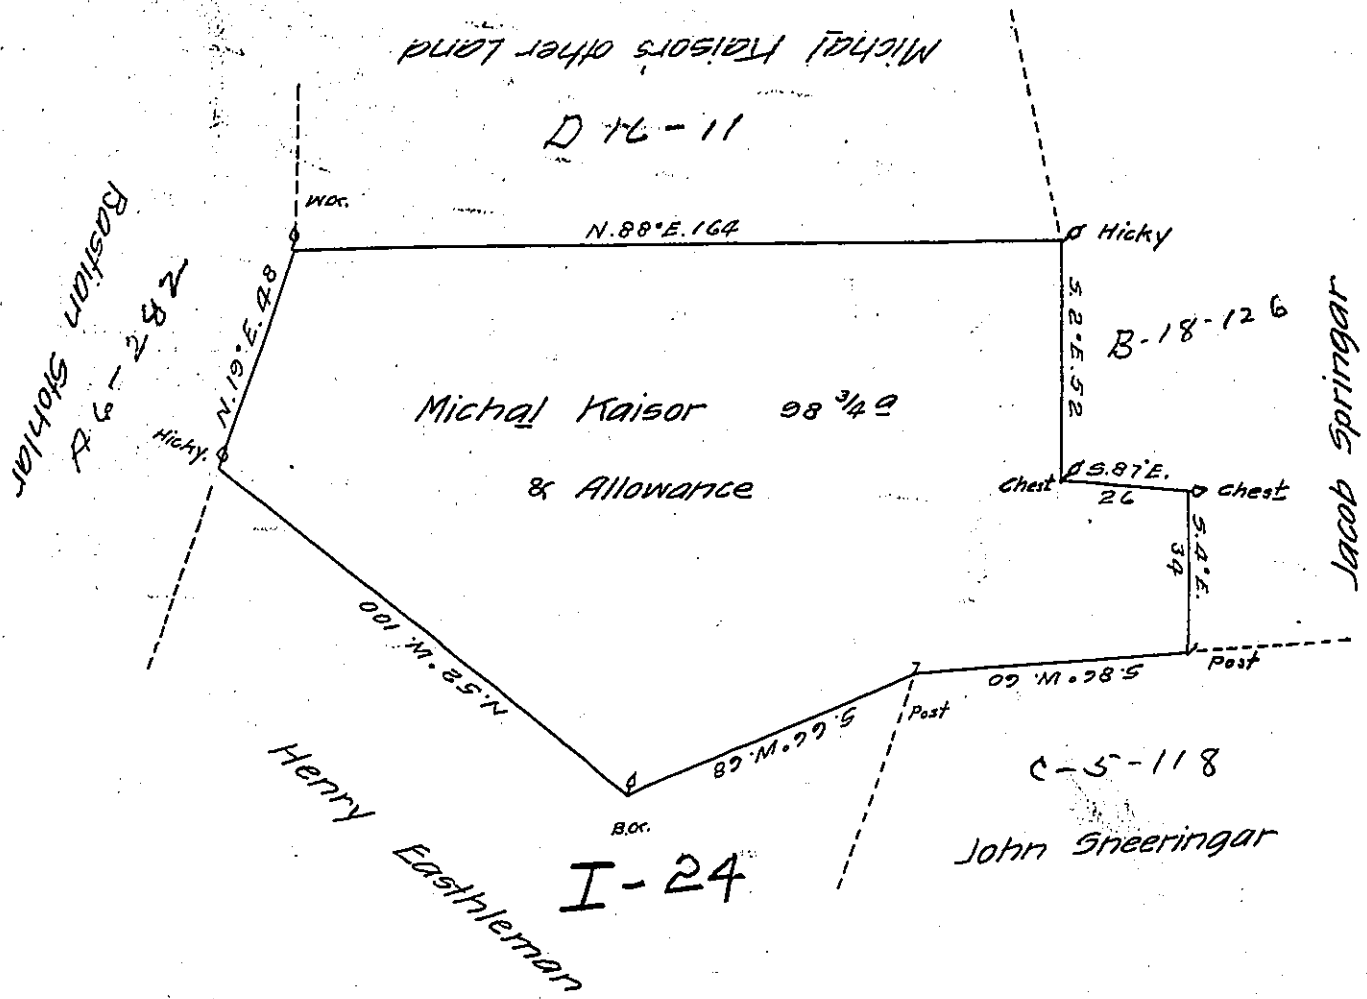 Michal Kaisors other Land
D 16-11
W.oc.
N.88°E.164
Hicky
Bastian Stohlar
A 6-282
N.19°E.48
S.2°E.52
B-18-126
Jacob Springar
Michal Kaisor 98 3/4 a
& Allowance
Hicky.
Chest
S.87°E.
26
Chest
S.4°E.
34
N.52°W.100
S.86°W.60
Post
S.66°W.68
Post
C-5-118
John Sneeringar
B.oc.
Henry
Easthleman
I-24